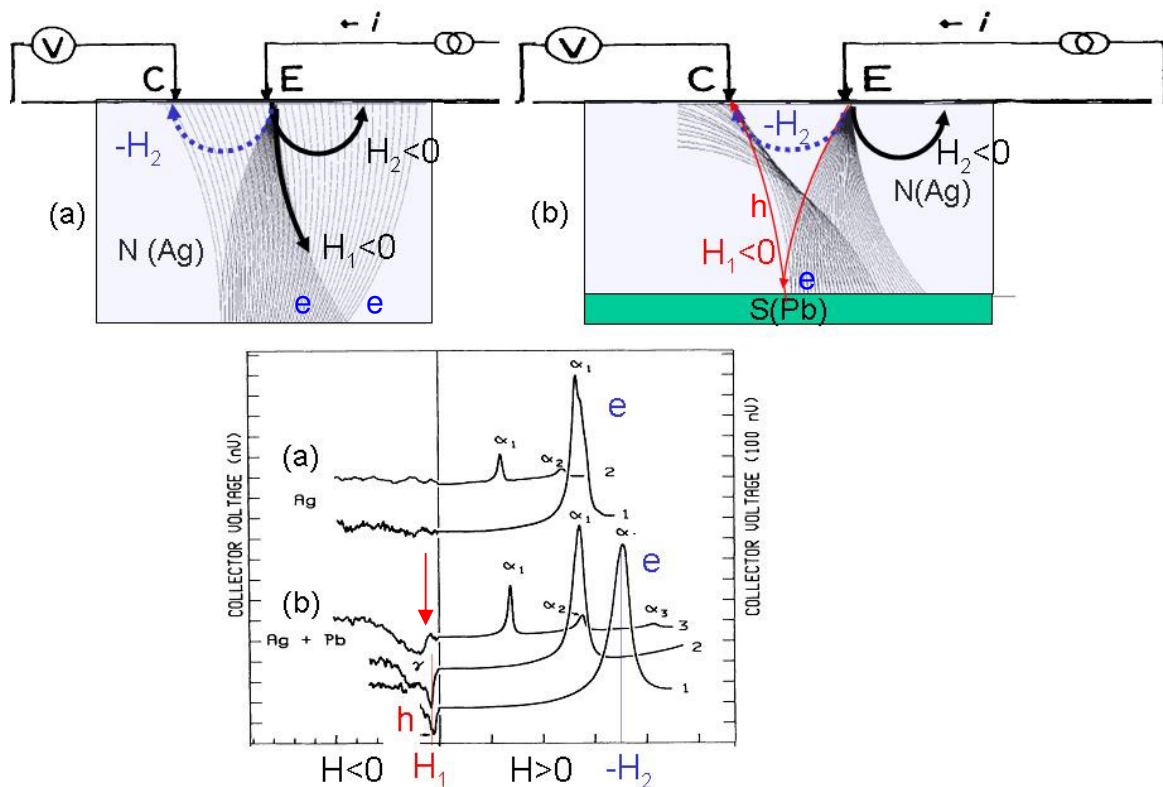 i
V
C
E
-H₂
H₂<0
(a)
N (Ag)
H₁<0
e
e
i
V
C
E
-H₂
H₂<0
N(Ag)
(b)
h
H₁<0
e
S(Pb)
COLLECTOR VOLTAGE (nV)
COLLECTOR VOLTAGE (100 nV)
α₁
e
(a)
α₁
α₂
2
Ag
1
α₁
α
e
(b)
α₁
α₂
α₃
3
Ag + Pb
2
γ
1
h
H<0
H₁
H>0
-H₂